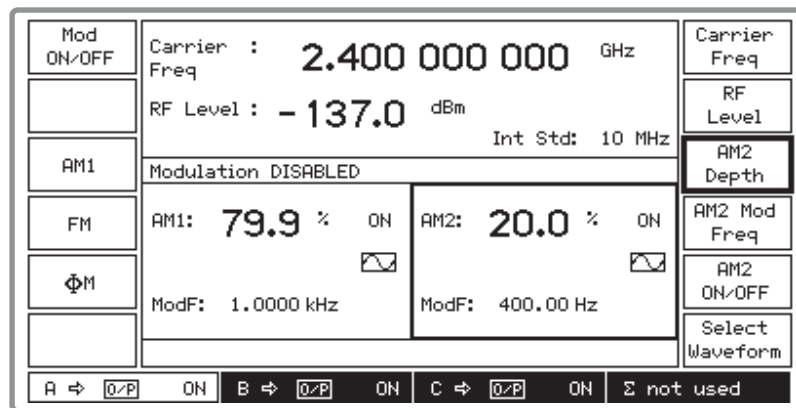 Mod
ON/OFF
AM1
FM
ΦM
Carrier : 2.400 000 000 GHz
Freq
RF Level : -137.0 dBm
Int Std: 10 MHz
Modulation DISABLED
AM1: 79.9 % ON
ModF: 1.0000 kHz
AM2: 20.0 % ON
ModF: 400.00 Hz
Carrier
Freq
RF
Level
AM2
Depth
AM2 Mod
Freq
AM2
ON/OFF
Select
Waveform
A ⇨ O/P ON
B ⇨ O/P ON
C ⇨ O/P ON
Σ not used